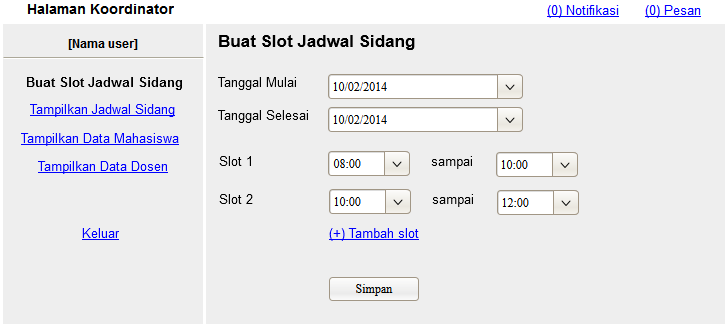 Halaman Koordinator
(0) Notifikasi (0) Pesan
[Nama user]
Buat Slot Jadwal Sidang
Tampilkan Jadwal Sidang
Tampilkan Data Mahasiswa
Tampilkan Data Dosen
Keluar
Buat Slot Jadwal Sidang
Tanggal Mulai 10/02/2014
Tanggal Selesai 10/02/2014
Slot 1 08:00 sampai 10:00
Slot 2 10:00 sampai 12:00
(+) Tambah slot
Simpan